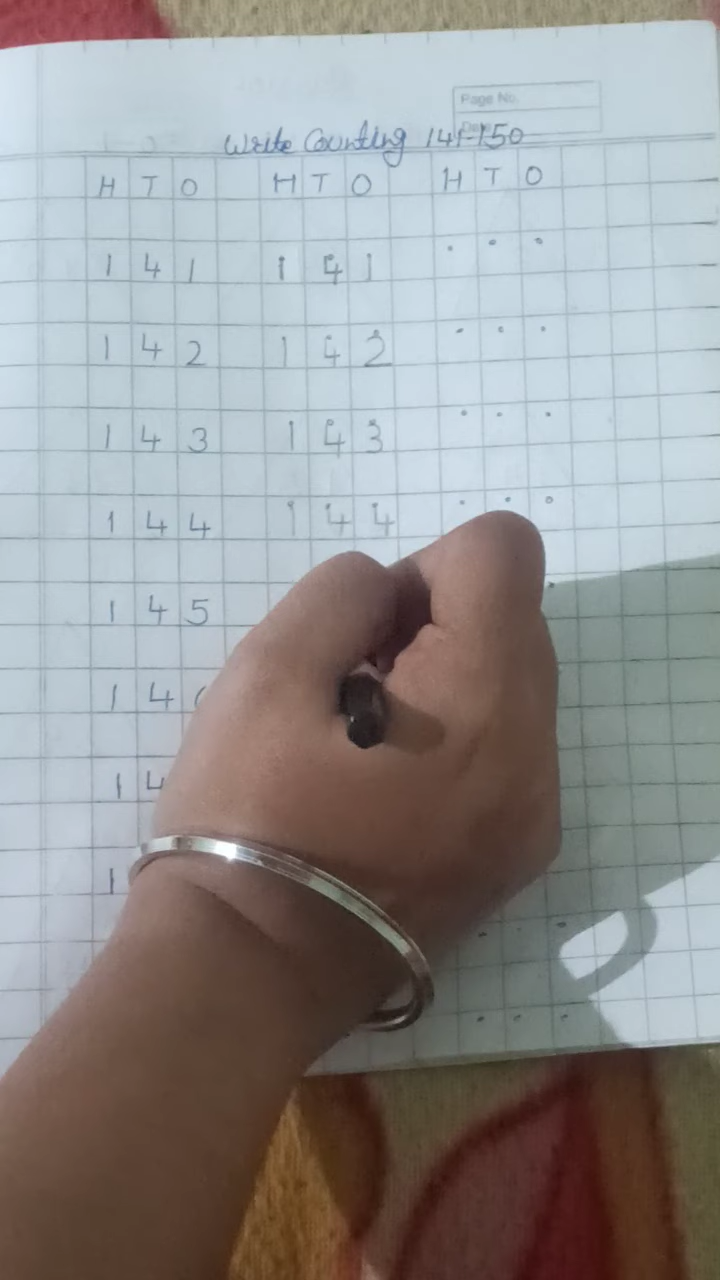 Page No.
Write Counting 141-150
H T O H T O H T O
1 4 1 1 4 1
1 4 2 1 4 2
1 4 3 1 4 3
1 4 4 1 4 4
1 4 5
1 4
1 4
1